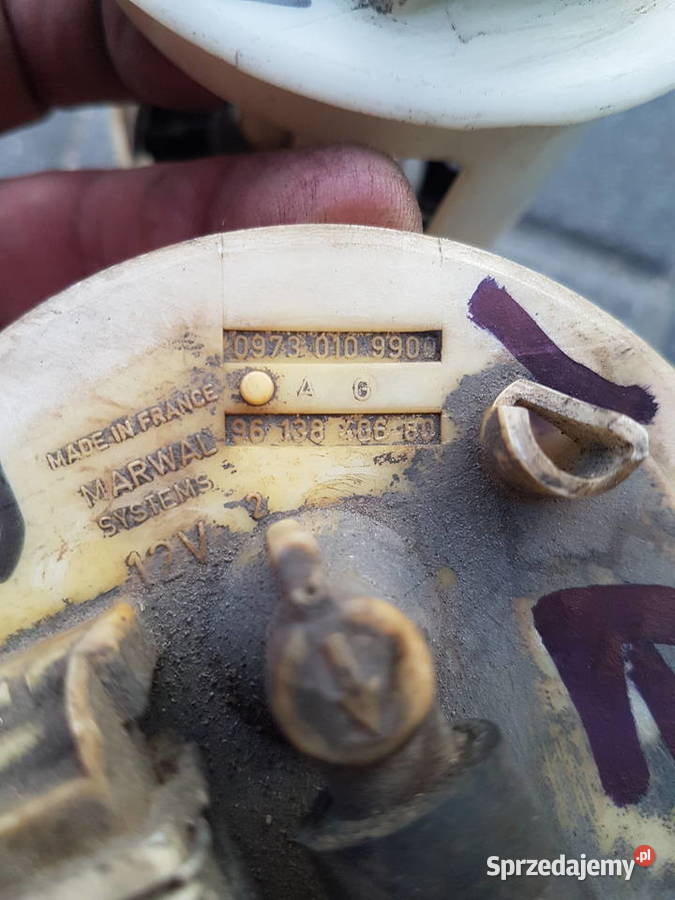 0973 010 990
A G
96 138 486 80
MADE IN FRANCE
MARWAL
SYSTEMS
2
12V
Sprzedajemy.pl